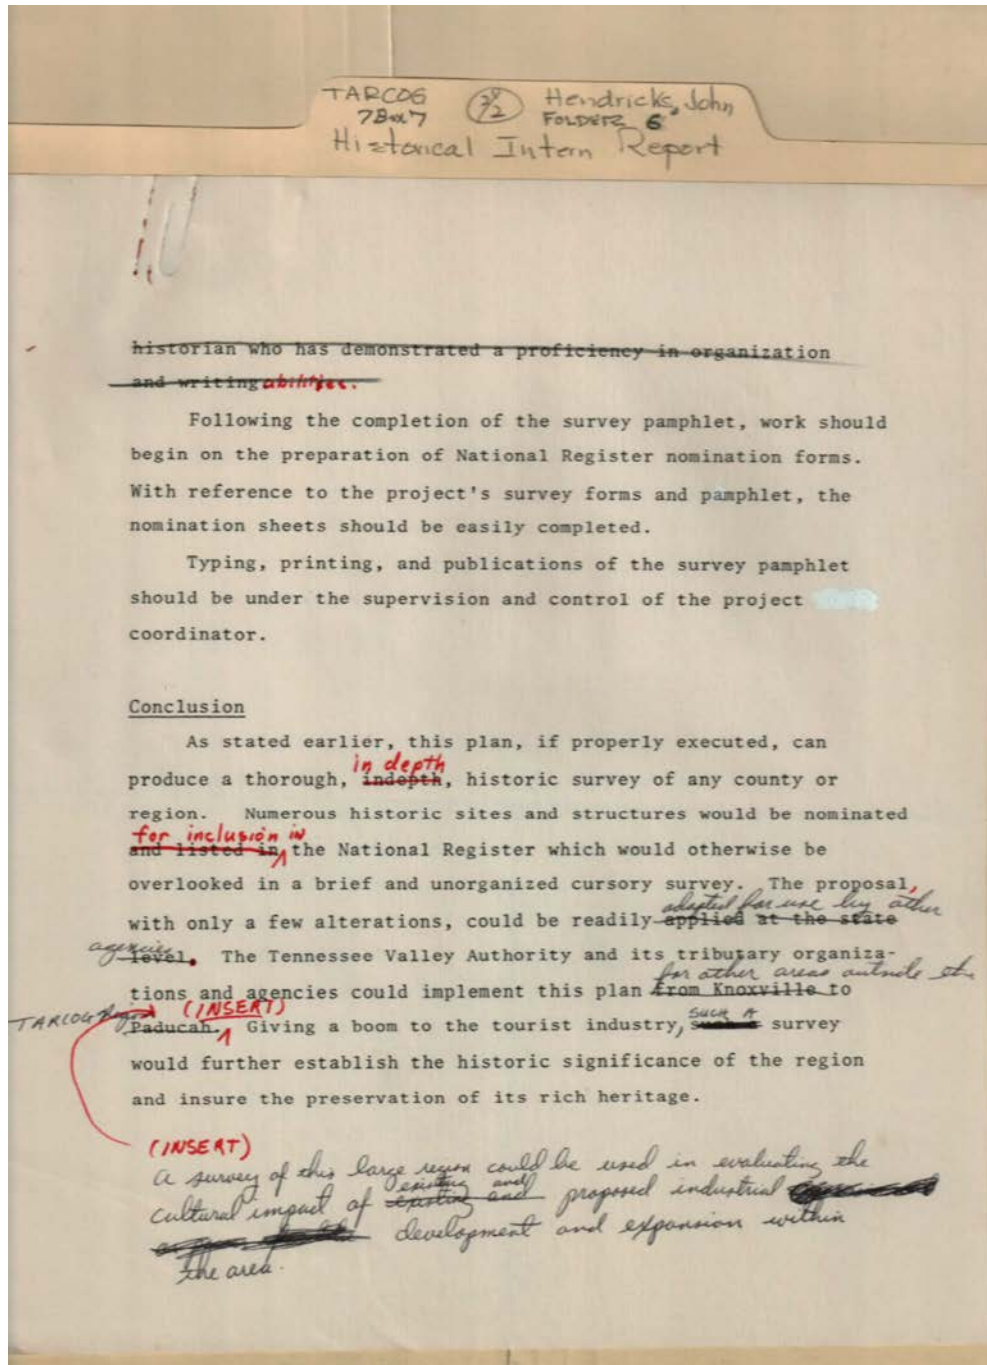 TARCOG
7Box7
Hendricks, John
FOLDER 6
Historical Intern Report
historian who has demonstrated a proficiency in organization
and writing abilities.
Following the completion of the survey pamphlet, work should
begin on the preparation of National Register nomination forms.
With reference to the project's survey forms and pamphlet, the
nomination sheets should be easily completed.
Typing, printing, and publications of the survey pamphlet
should be under the supervision and control of the project
coordinator.
Conclusion
As stated earlier, this plan, if properly executed, can
in depth
produce a thorough, indepth, historic survey of any county or
region. Numerous historic sites and structures would be nominated
for inclusion in
and listed in the National Register which would otherwise be
overlooked in a brief and unorganized cursory survey. The proposal,
adapted for use by other
with only a few alterations, could be readily applied at the state
agencies
level. The Tennessee Valley Authority and its tributary organiza-
for other areas outside the
tions and agencies could implement this plan from Knoxville to
TARCOG Region (INSERT) SUCH A
Paducah. Giving a boom to the tourist industry, such a survey
would further establish the historic significance of the region
and insure the preservation of its rich heritage.
(INSERT)
A survey of this large region could be used in evaluating the
existing and
cultural impact of existing and proposed industrial
development and expansion within
the area.